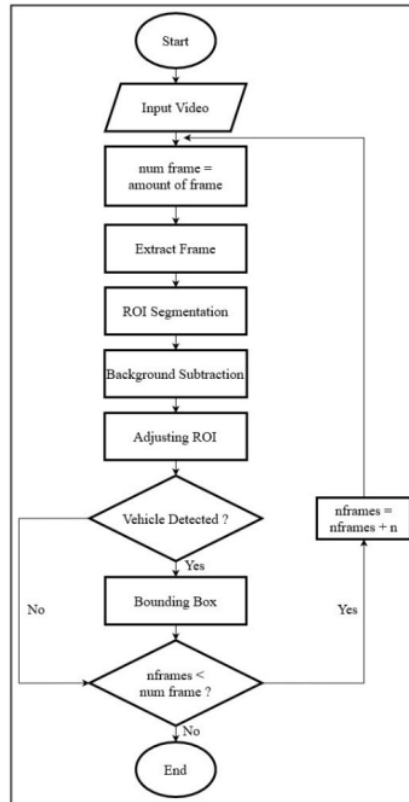 Start
Input Video
num frame =
amount of frame
Extract Frame
ROI Segmentation
Background Subtraction
Adjusting ROI
Vehicle Detected ?
Yes
No
Bounding Box
nframes <
num frame ?
Yes
nframes =
nframes + n
No
End